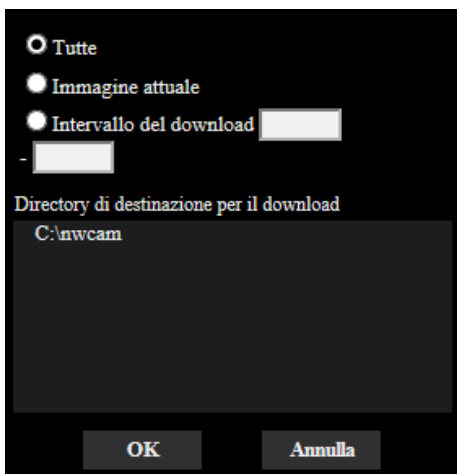 Tutte
Immagine attuale
Intervallo del download
-
Directory di destinazione per il download
C:\nwcam
OK Annulla